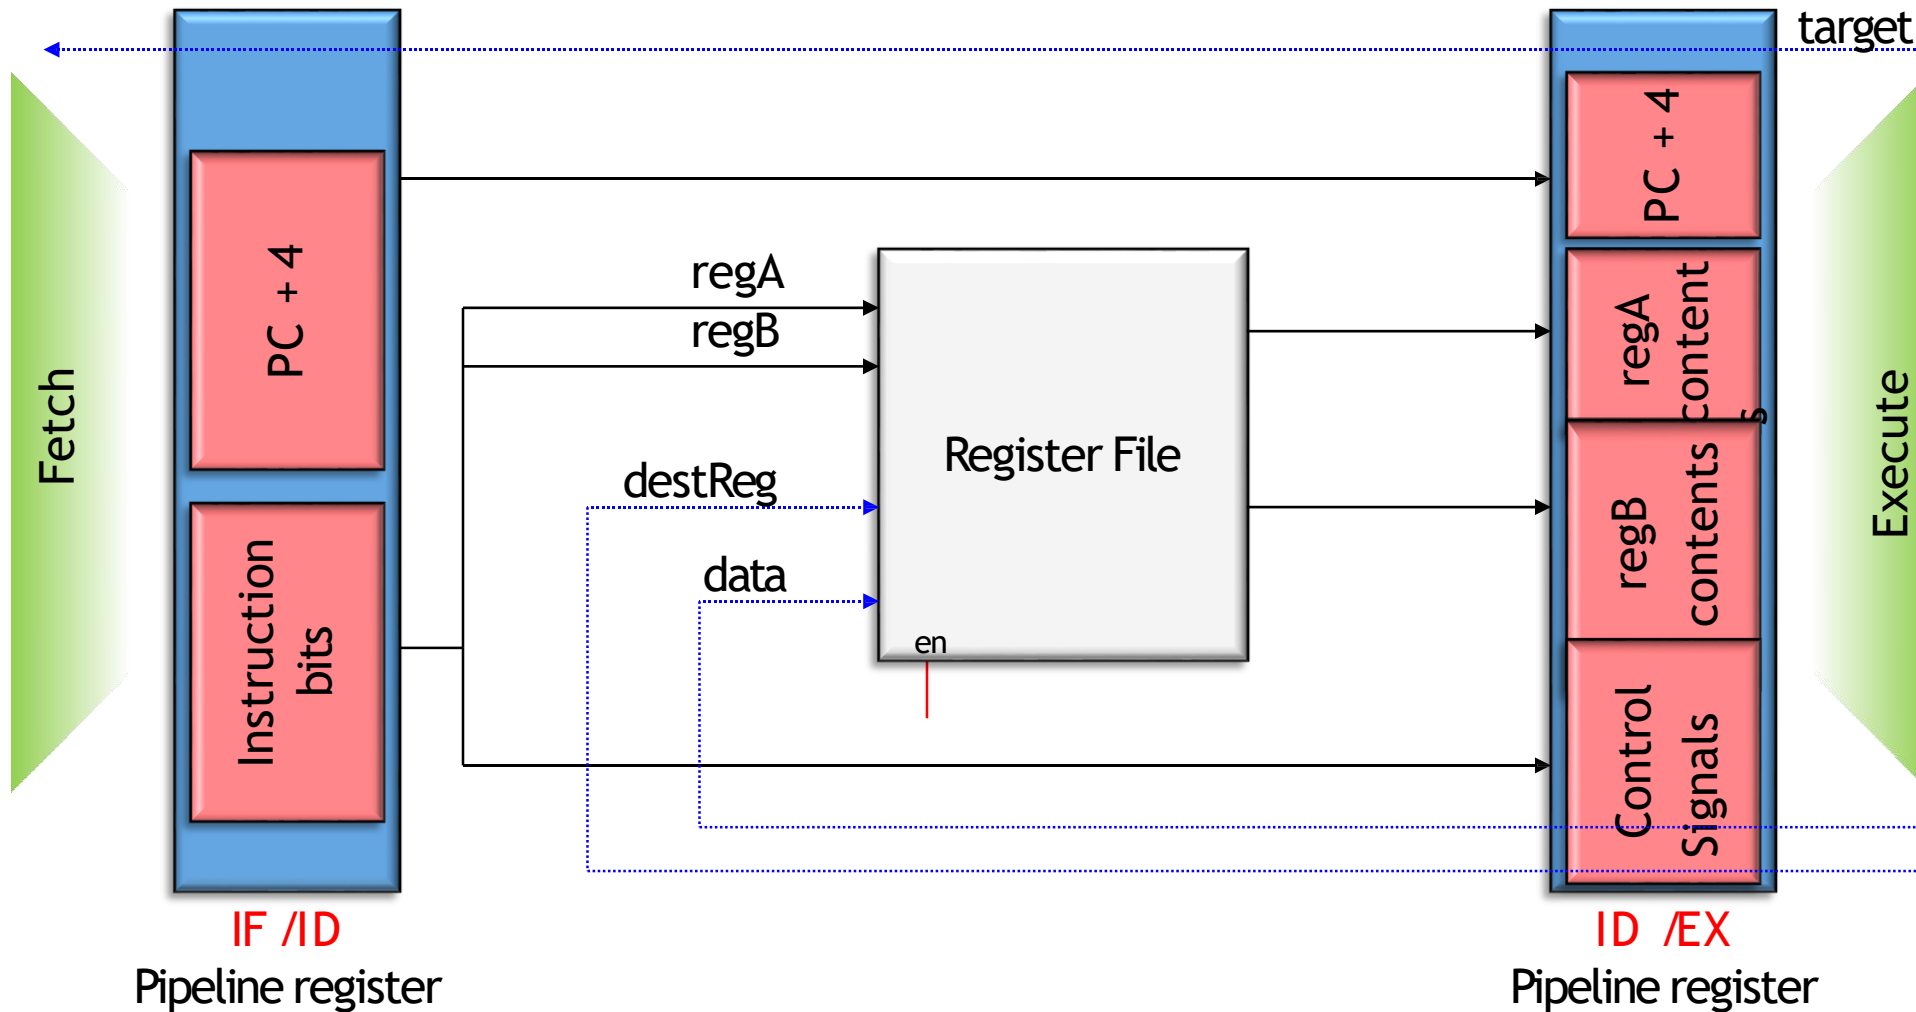 target
Fetch
PC + 4
Instruction
bits
regA
regB
destReg
data
Register File
en
PC + 4
regA
contents
regB
contents
Control
Signals
Execute
IF /ID
Pipeline register
ID /EX
Pipeline register